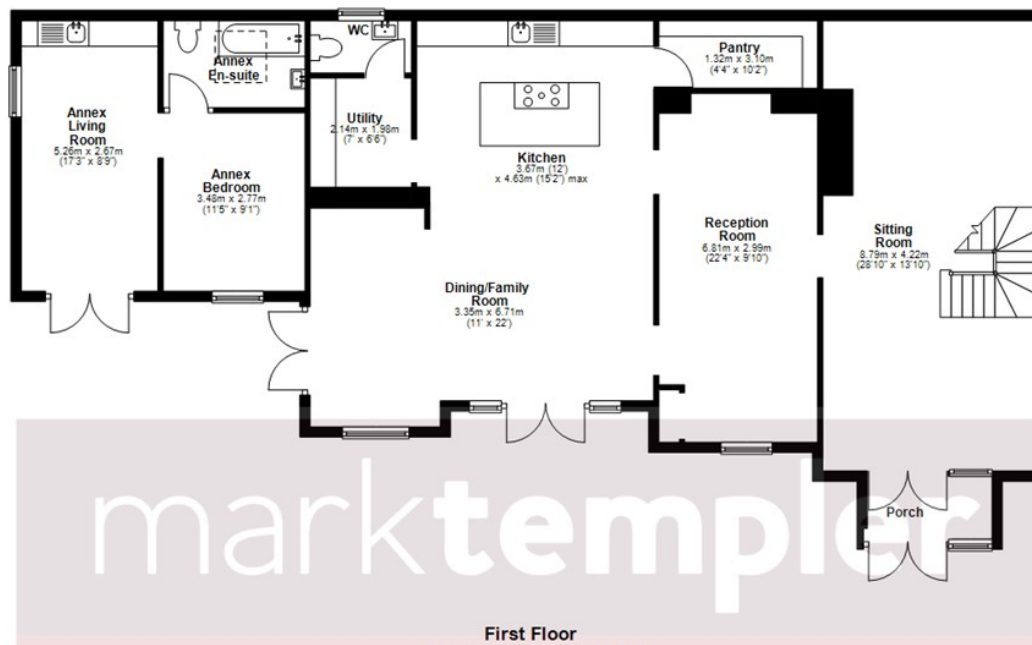 WC
Annex
En-suite
Pantry
1.32m x 3.10m
(4'4" x 10'2")
Annex
Living
Room
5.26m x 2.67m
(17'3" x 8'9")
Utility
2.14m x 1.98m
(7' x 6'6")
Kitchen
3.67m (12')
x 4.63m (15'2") max
Annex
Bedroom
3.48m x 2.77m
(11'5" x 9'1")
Reception
Room
6.81m x 2.99m
(22'4" x 9'10")
Sitting
Room
8.79m x 4.22m
(28'10" x 13'10")
Dining/Family
Room
3.35m x 6.71m
(11' x 22')
Porch
marktempler
First Floor